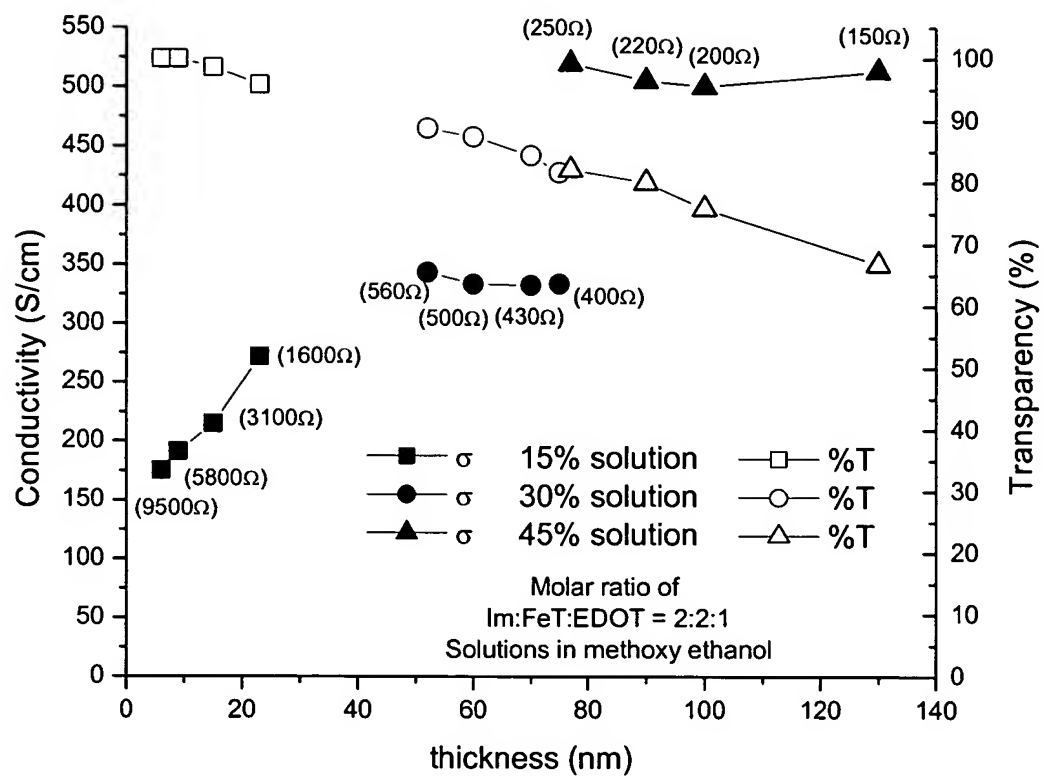 550
500
450
400
350
300
250
200
150
100
50
0
Conductivity (S/cm)
100
90
80
70
60
50
40
30
20
10
0
Transparency (%)
(250Ω)
(220Ω)
(200Ω)
(150Ω)
(560Ω)
(500Ω)
(430Ω)
(400Ω)
(1600Ω)
(3100Ω)
(5800Ω)
(9500Ω)
σ 15% solution %T
σ 30% solution %T
σ 45% solution %T
Molar ratio of
Im:FeT:EDOT = 2:2:1
Solutions in methoxy ethanol
0 20 40 60 80 100 120 140
thickness (nm)